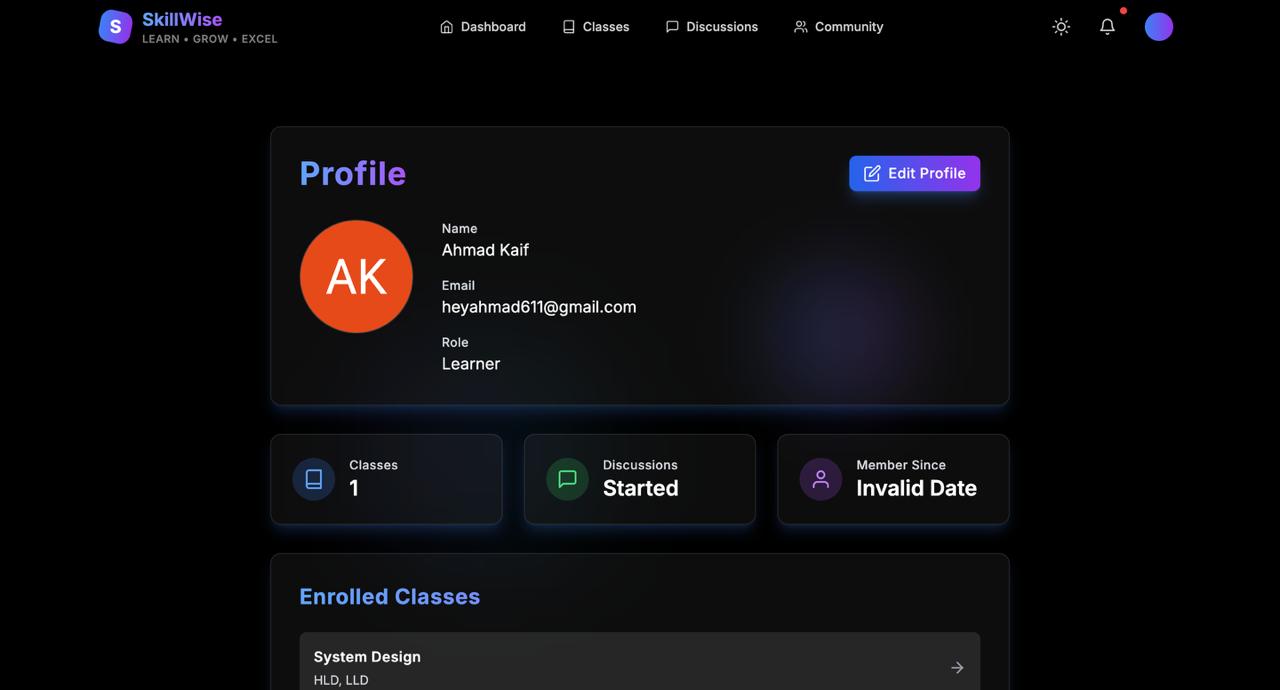 S
SkillWise
LEARN • GROW • EXCEL
Dashboard
Classes
Discussions
Community
Profile
Edit Profile
AK
Name
Ahmad Kaif
Email
heyahmad611@gmail.com
Role
Learner
Classes
1
Discussions
Started
Member Since
Invalid Date
Enrolled Classes
System Design
HLD, LLD